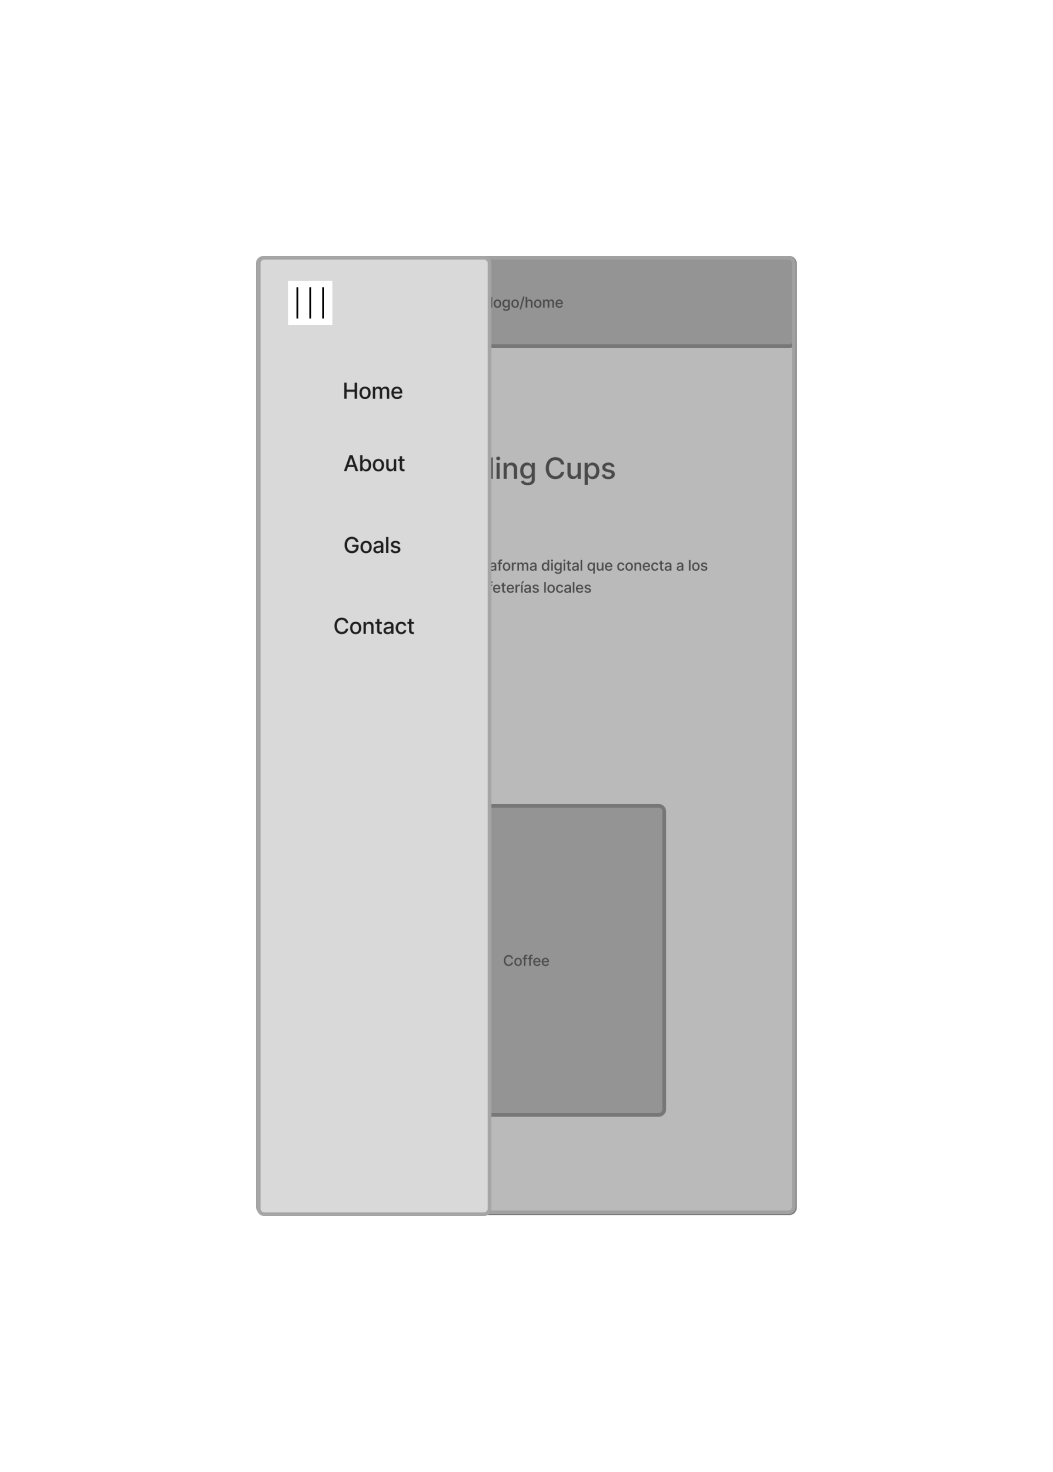 logo/home
Home
About
ling Cups
Goals
aforma digital que conecta a los
feterías locales
Contact
Coffee